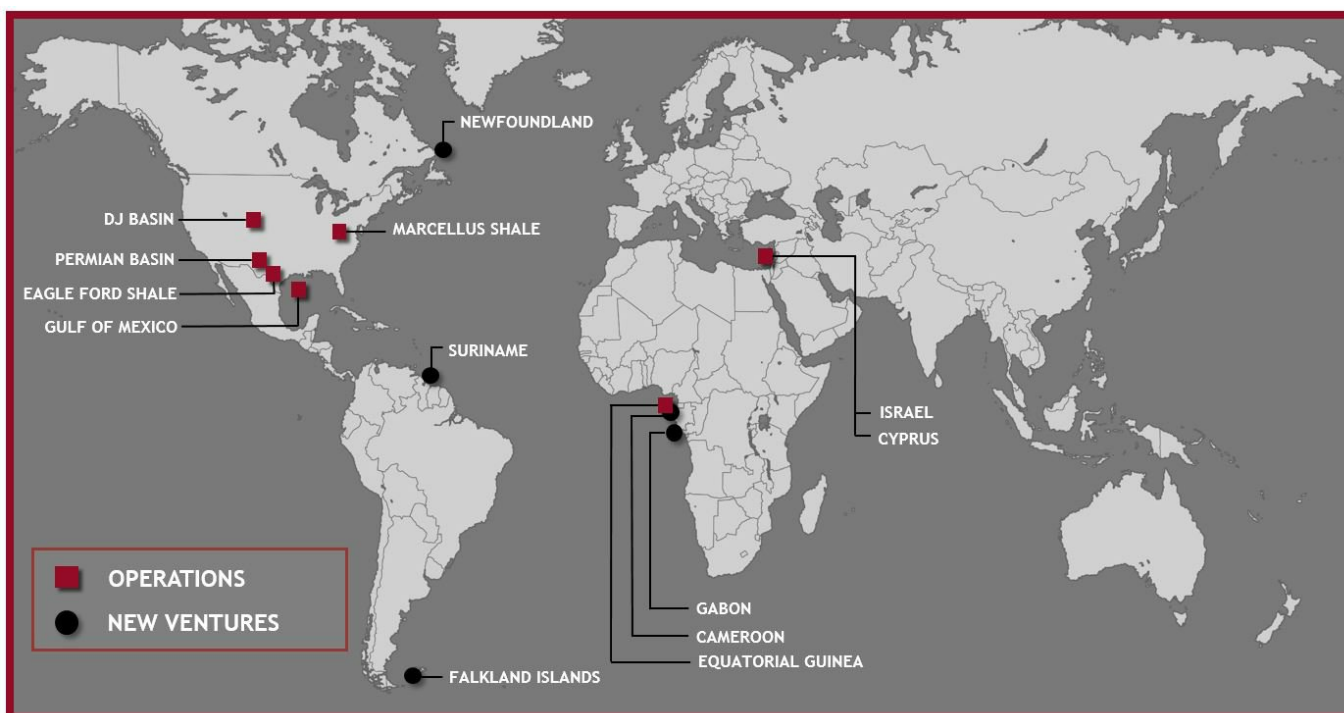 NEWFOUNDLAND
DJ BASIN
MARCELLUS SHALE
PERMIAN BASIN
EAGLE FORD SHALE
GULF OF MEXICO
SURINAME
ISRAEL
CYPRUS
OPERATIONS
NEW VENTURES
GABON
CAMEROON
EQUATORIAL GUINEA
FALKLAND ISLANDS